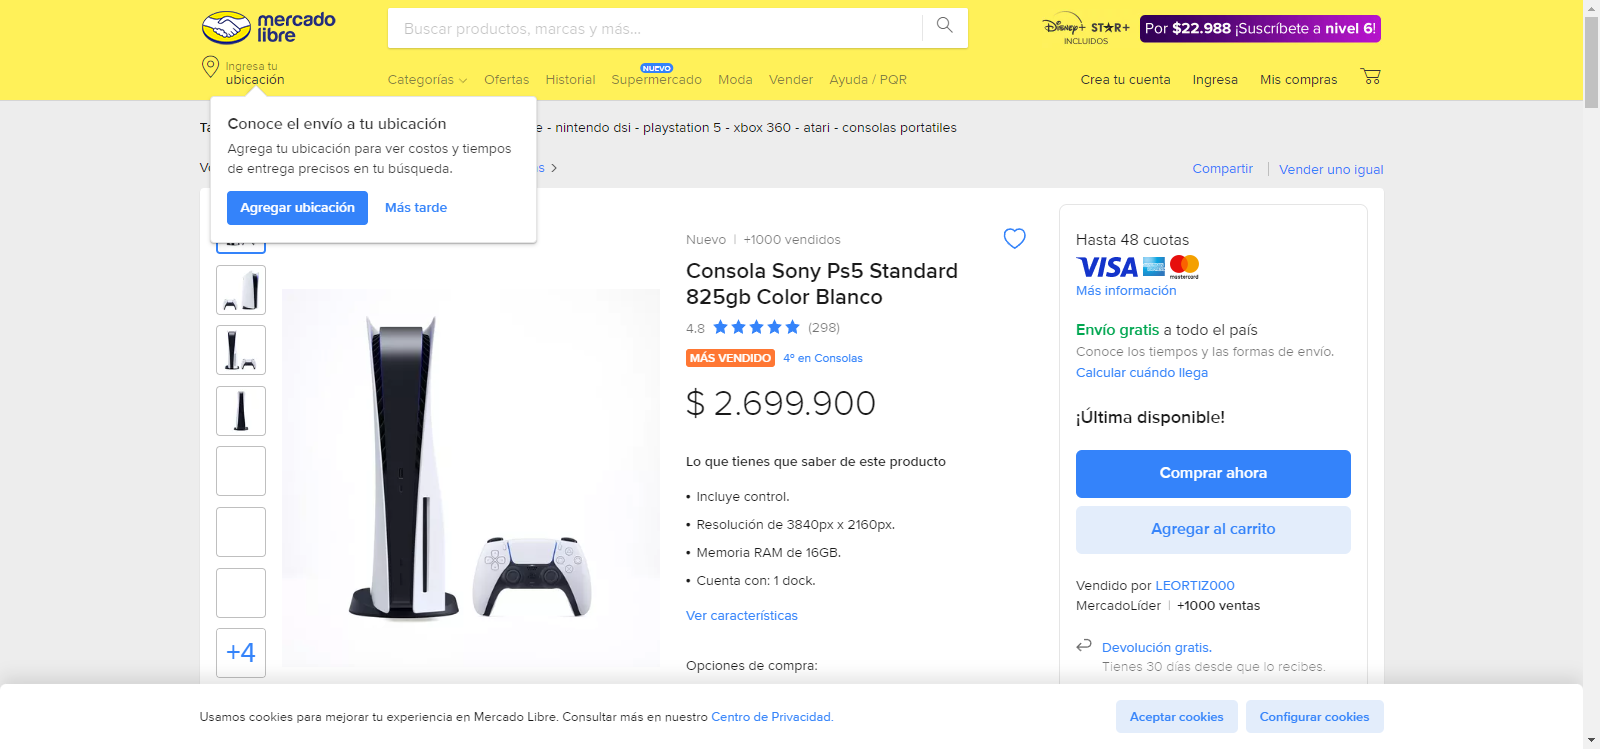 mercado
libre
Buscar productos, marcas y más...
Disney+ STAR+
INCLUIDOS
Por $22.988 ¡Suscríbete a nivel 6!
Ingresa tu
ubicación
Categorías
Ofertas
Historial
NUEVO
Supermercado
Moda
Vender
Ayuda / PQR
Crea tu cuenta
Ingresa
Mis compras
Conoce el envío a tu ubicación
Agrega tu ubicación para ver costos y tiempos
de entrega precisos en tu búsqueda.
Agregar ubicación
Más tarde
- nintendo dsi - playstation 5 - xbox 360 - atari - consolas portatiles
Compartir
Vender uno igual
Nuevo | +1000 vendidos
Consola Sony Ps5 Standard
825gb Color Blanco
4.8 (298)
MÁS VENDIDO 4º en Consolas
$ 2.699.900
Lo que tienes que saber de este producto
• Incluye control.
• Resolución de 3840px x 2160px.
• Memoria RAM de 16GB.
• Cuenta con: 1 dock.
Ver características
Opciones de compra:
+4
Hasta 48 cuotas
VISA
mastercard
Más información
Envío gratis a todo el país
Conoce los tiempos y las formas de envío.
Calcular cuándo llega
¡Última disponible!
Comprar ahora
Agregar al carrito
Vendido por LEORTIZ000
MercadoLíder | +1000 ventas
Devolución gratis.
Tienes 30 días desde que lo recibes.
Usamos cookies para mejorar tu experiencia en Mercado Libre. Consultar más en nuestro Centro de Privacidad.
Aceptar cookies
Configurar cookies